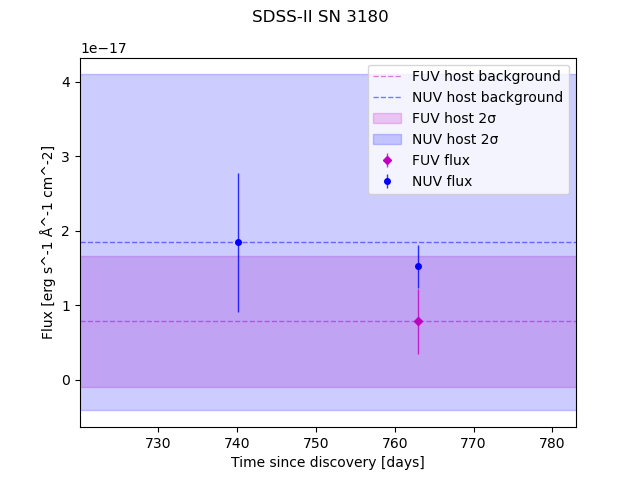 SDSS-II SN 3180
1e−17
FUV host background
NUV host background
FUV host 2σ
NUV host 2σ
FUV flux
NUV flux
4
3
2
1
0
Flux [erg s^-1 Å^-1 cm^-2]
730 740 750 760 770 780
Time since discovery [days]